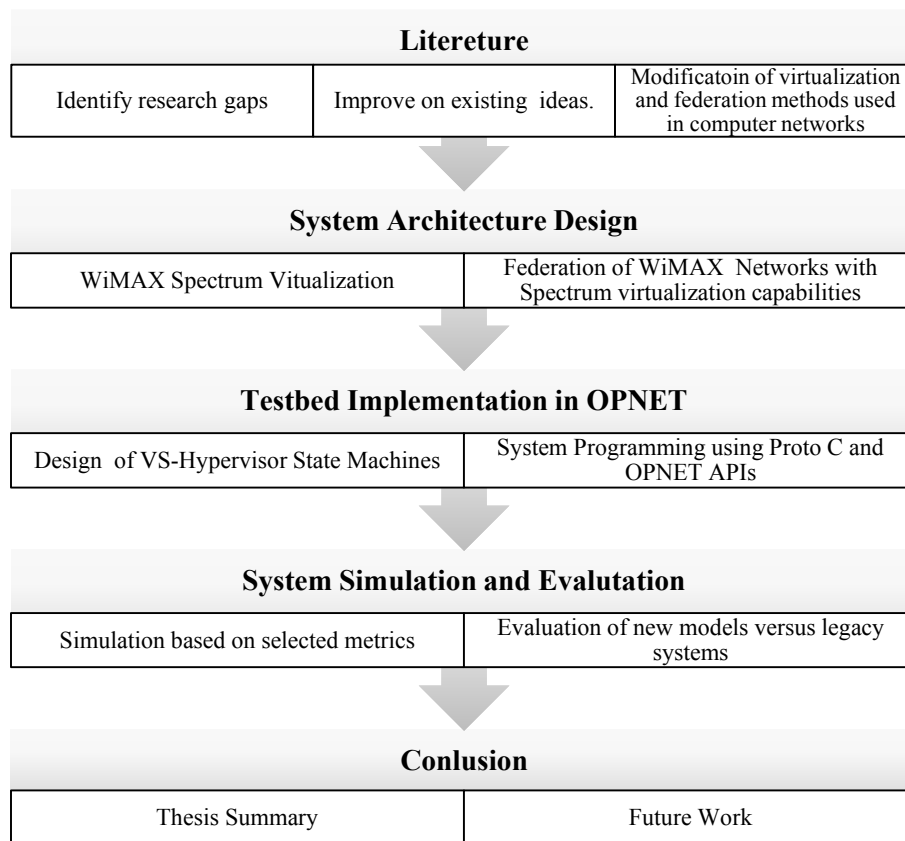 Litereture
Identify research gaps
Improve on existing ideas.
Modificatoin of virtualization
and federation methods used
in computer networks
System Architecture Design
WiMAX Spectrum Vitualization
Federation of WiMAX Networks with
Spectrum virtualization capabilities
Testbed Implementation in OPNET
Design of VS-Hypervisor State Machines
System Programming using Proto C and
OPNET APIs
System Simulation and Evalutation
Simulation based on selected metrics
Evaluation of new models versus legacy
systems
Conlusion
Thesis Summary
Future Work